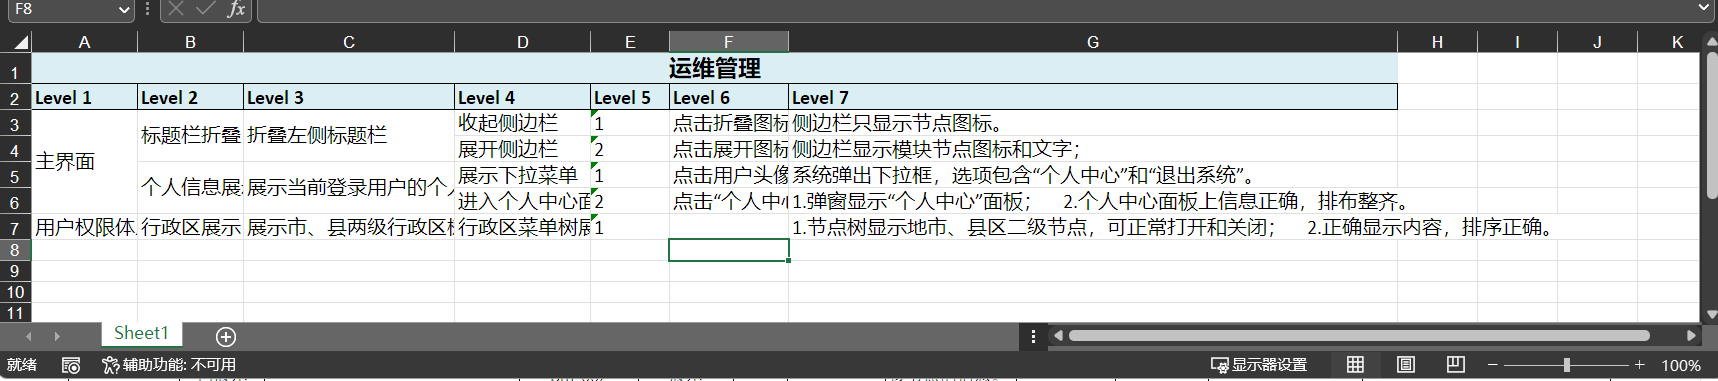 F8 fx
A B C D E F G H I J K
1 运维管理
2 Level 1 Level 2 Level 3 Level 4 Level 5 Level 6 Level 7
3 标题栏折叠 折叠左侧标题栏 收起侧边栏 1 点击折叠图标 侧边栏只显示节点图标。
主界面
4 展开侧边栏 2 点击展开图标 侧边栏显示模块节点图标和文字；
5 个人信息展 展示当前登录用户的个 展示下拉菜单 1 点击用户头像 系统弹出下拉框，选项包含“个人中心”和“退出系统”。
6 进入个人中心面 2 点击“个人中 1.弹窗显示“个人中心”面板； 2.个人中心面板上信息正确，排布整齐。
7 用户权限体 行政区展示 展示市、县两级行政区 行政区菜单树展 1 1.节点树显示地市、县区二级节点，可正常打开和关闭； 2.正确显示内容，排序正确。
8
9
10
11
Sheet1
就绪 辅助功能: 不可用 显示器设置 100%